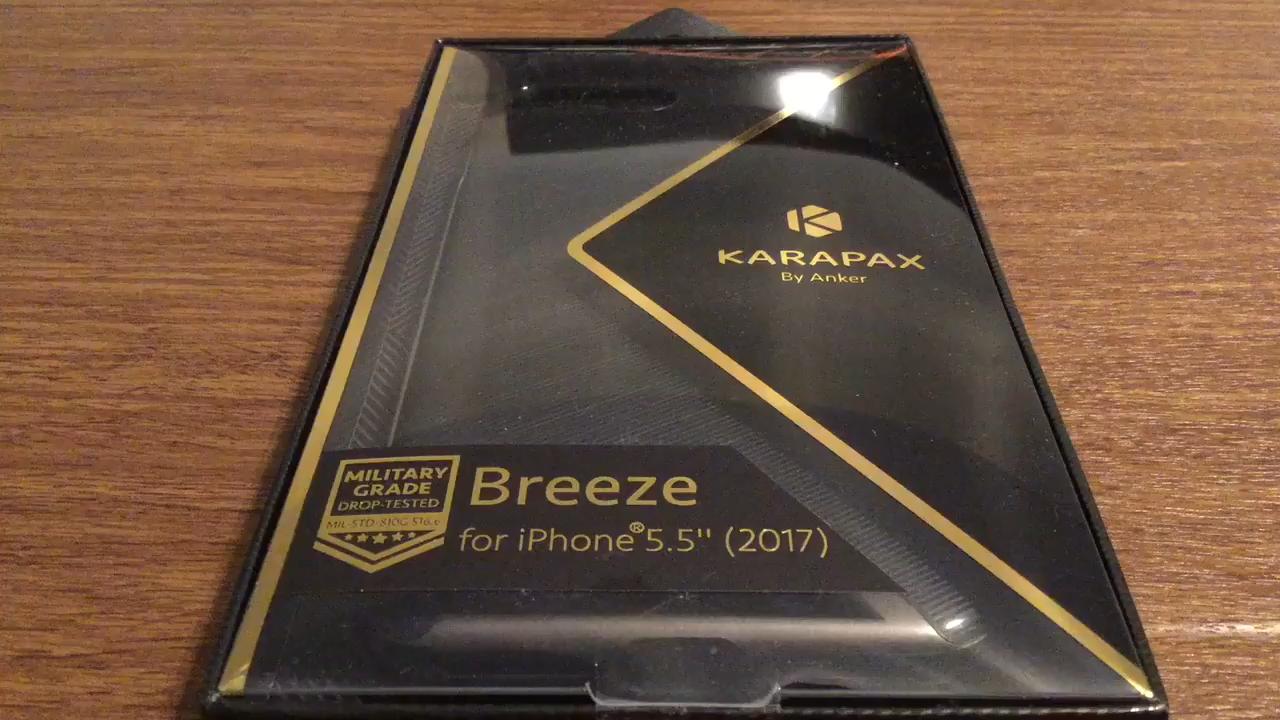 KARAPAX
By Anker
MILITARY
GRADE
DROP-TESTED
MIL-STD-810G 516.6
Breeze
for iPhone® 5.5" (2017)